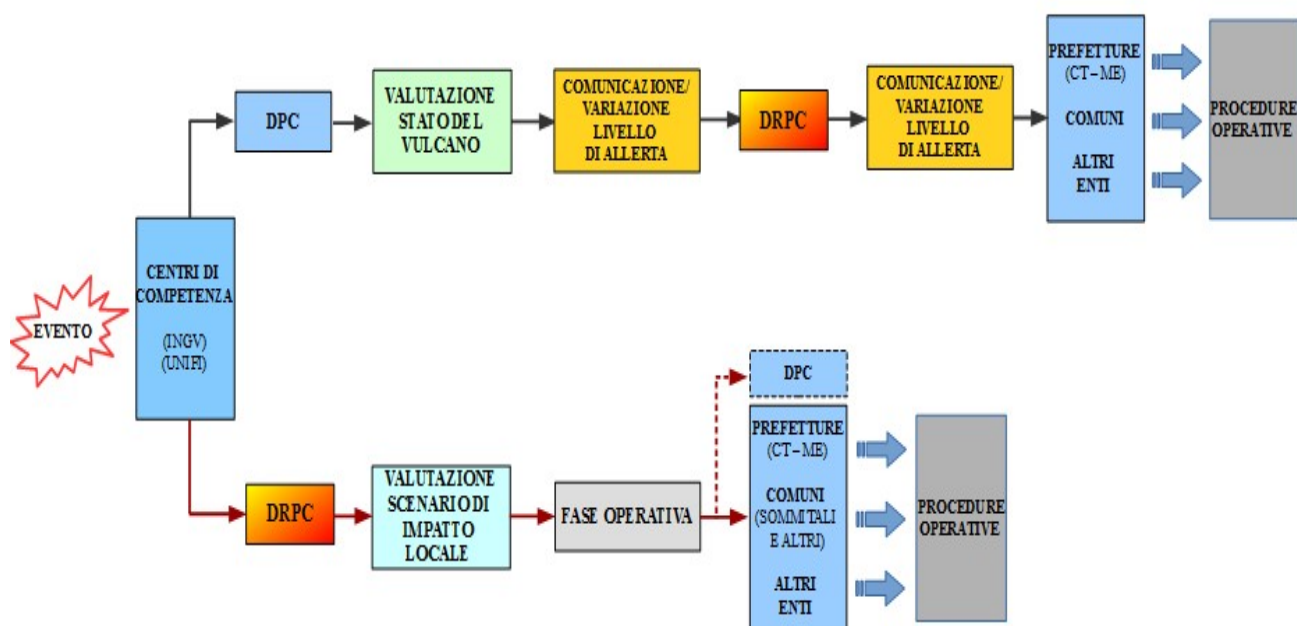 EVENTO
CENTRI DI
COMPETENZA
(INGV)
(UNIFI)
DPC
VALUTAZIONE
STATO DEL
VULCANO
COMUNICAZIONE/
VARIAZIONE
LIVELLO
DI ALLERTA
DRPC
COMUNICAZIONE/
VARIAZIONE
LIVELLO
DI ALLERTA
PREFETTURE
(CT – ME)
COMUNI
ALTRI
ENTI
PROCEDURE
OPERATIVE
DRPC
VALUTAZIONE
SCENARIO DI
IMPATTO
LOCALE
FASE OPERATIVA
DPC
PREFETTURE
(CT – ME)
COMUNI
(SOMMITALI
E ALTRI)
ALTRI
ENTI
PROCEDURE
OPERATIVE